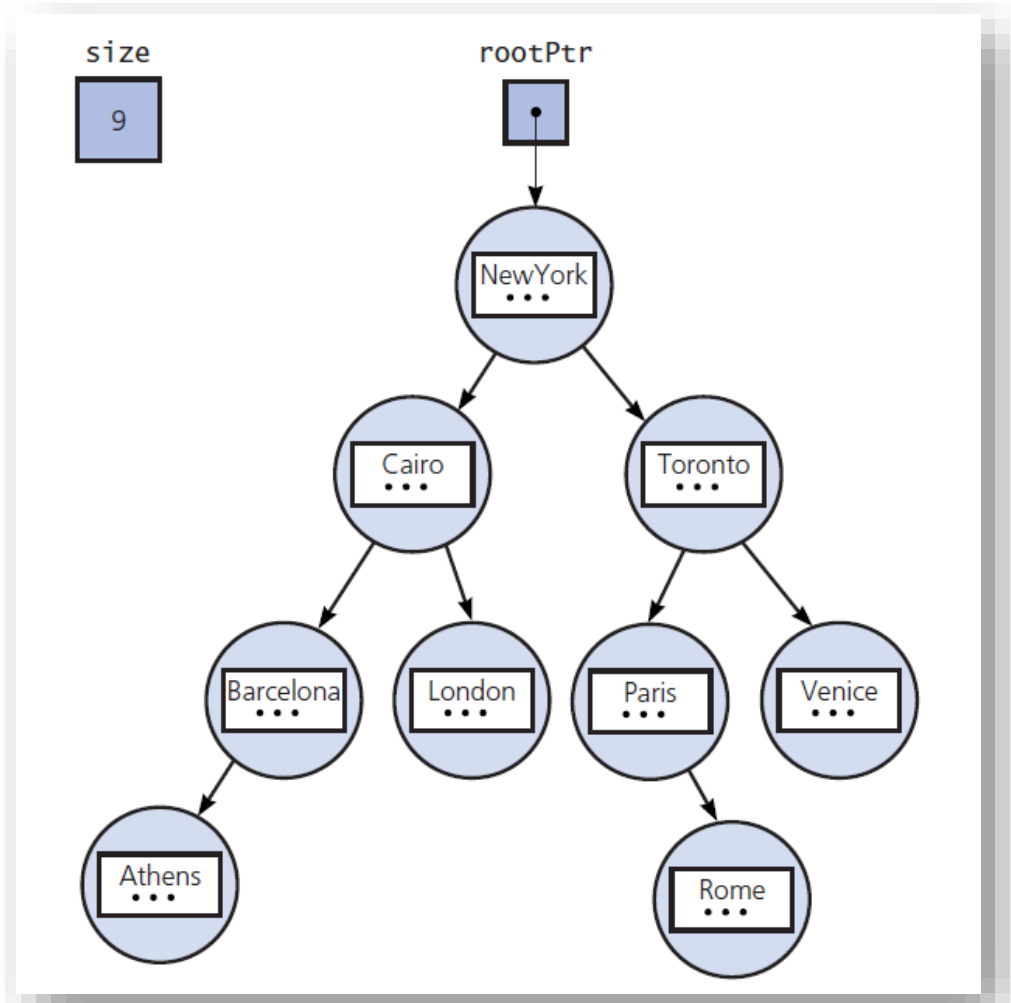 size
rootPtr
9
NewYork
•••
Cairo
•••
Toronto
•••
Barcelona
•••
London
•••
Paris
•••
Venice
•••
Athens
•••
Rome
•••